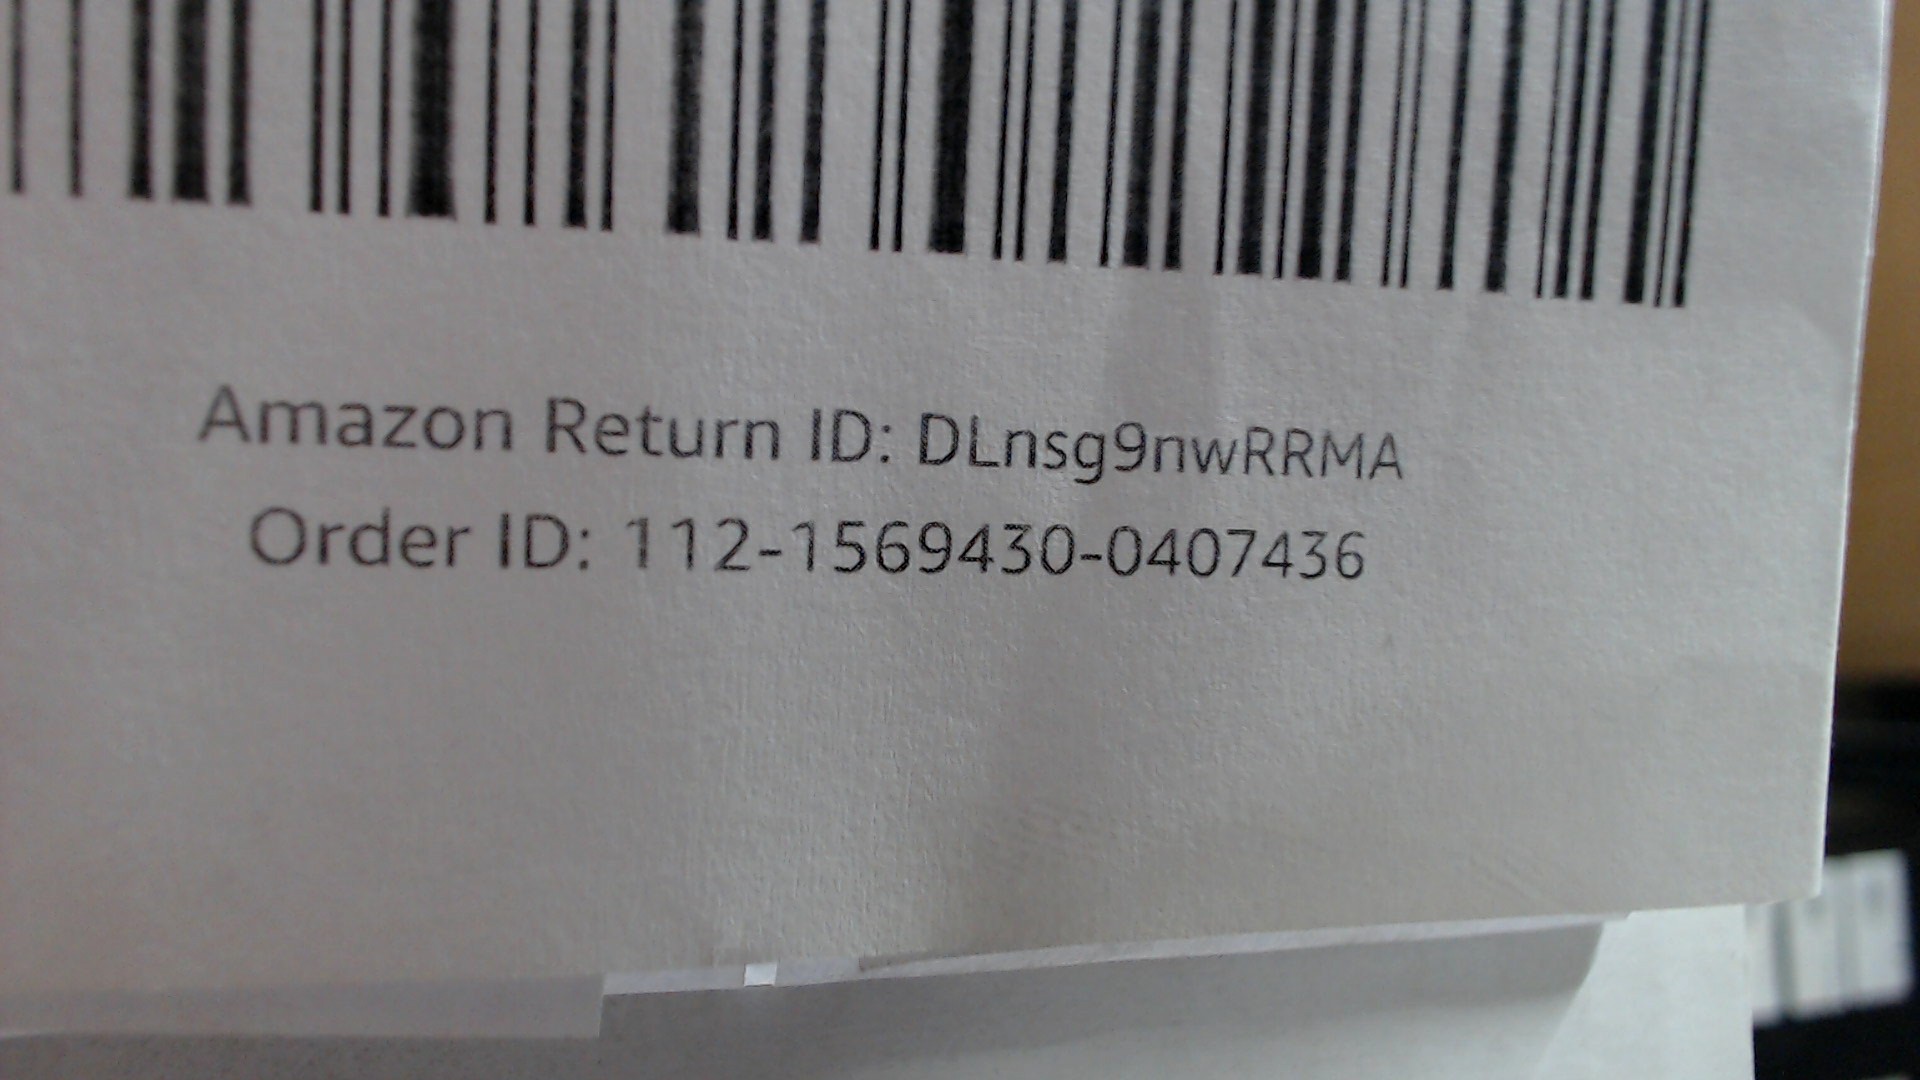 Amazon Return ID: DLnsg9nwRRMA
Order ID: 112-1569430-0407436